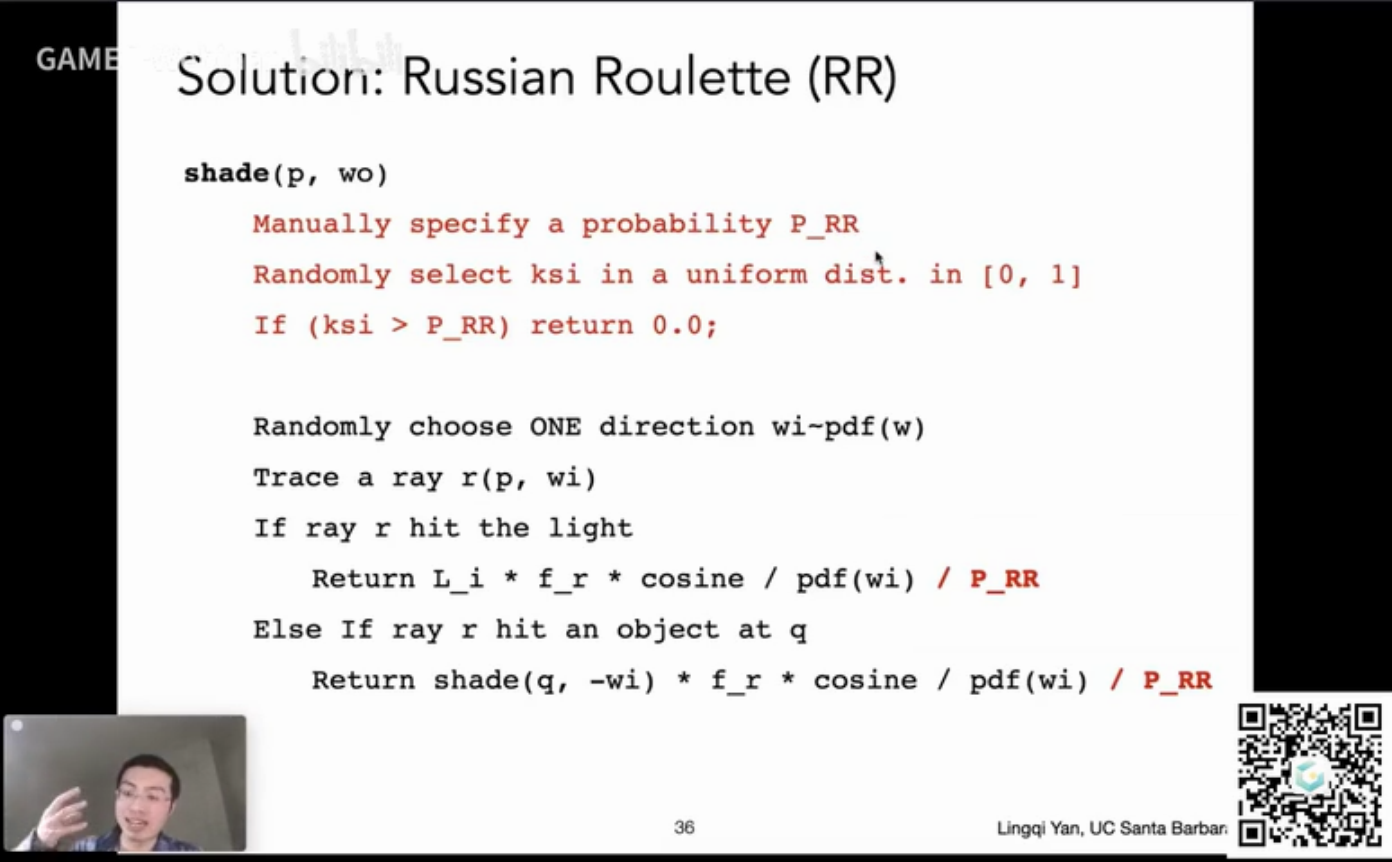 GAME
Solution: Russian Roulette (RR)
shade(p, wo)
Manually specify a probability P_RR
Randomly select ksi in a uniform dist. in [0, 1]
If (ksi > P_RR) return 0.0;
Randomly choose ONE direction wi~pdf(w)
Trace a ray r(p, wi)
If ray r hit the light
Return L_i * f_r * cosine / pdf(wi) / P_RR
Else If ray r hit an object at q
Return shade(q, -wi) * f_r * cosine / pdf(wi) / P_RR
36
Lingqi Yan, UC Santa Barbar